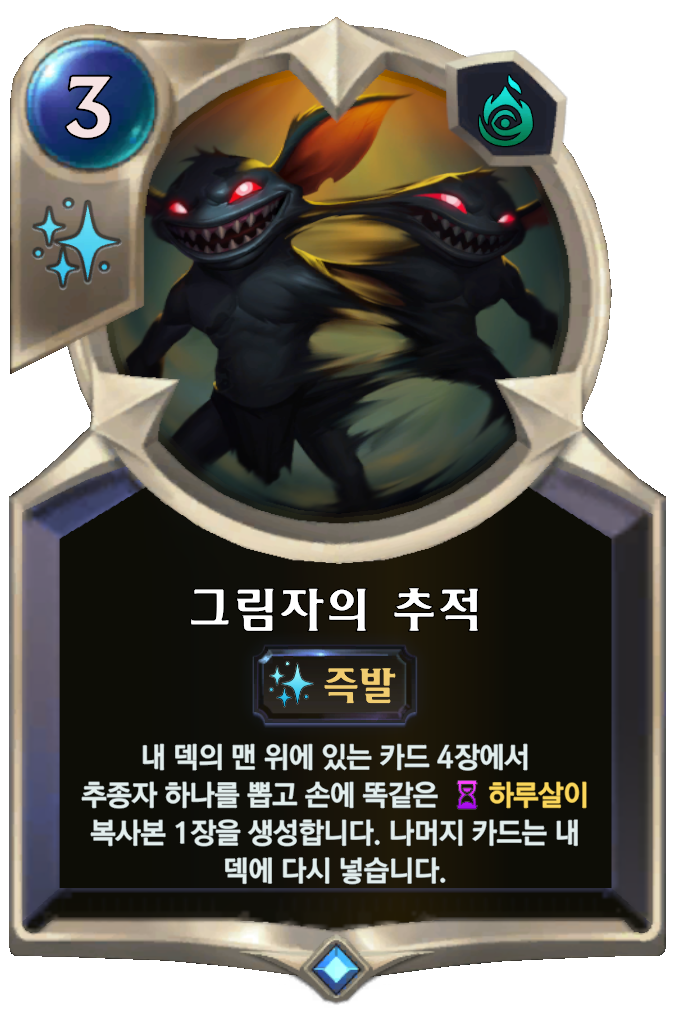 3
그림자의 추적
즉발
내 덱의 맨 위에 있는 카드 4장에서
추종자 하나를 뽑고 손에 똑같은 하루살이
복사본 1장을 생성합니다. 나머지 카드는 내
덱에 다시 넣습니다.